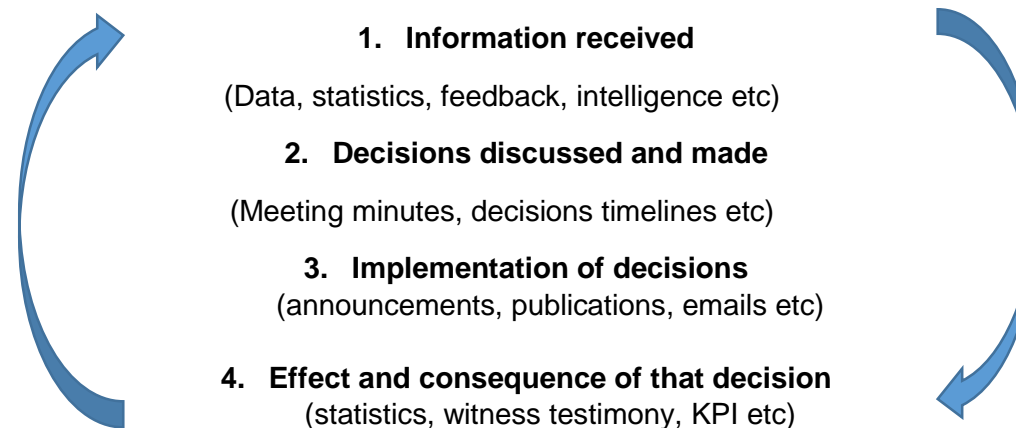 1. Information received
(Data, statistics, feedback, intelligence etc)
2. Decisions discussed and made
(Meeting minutes, decisions timelines etc)
3. Implementation of decisions
(announcements, publications, emails etc)
4. Effect and consequence of that decision
(statistics, witness testimony, KPI etc)